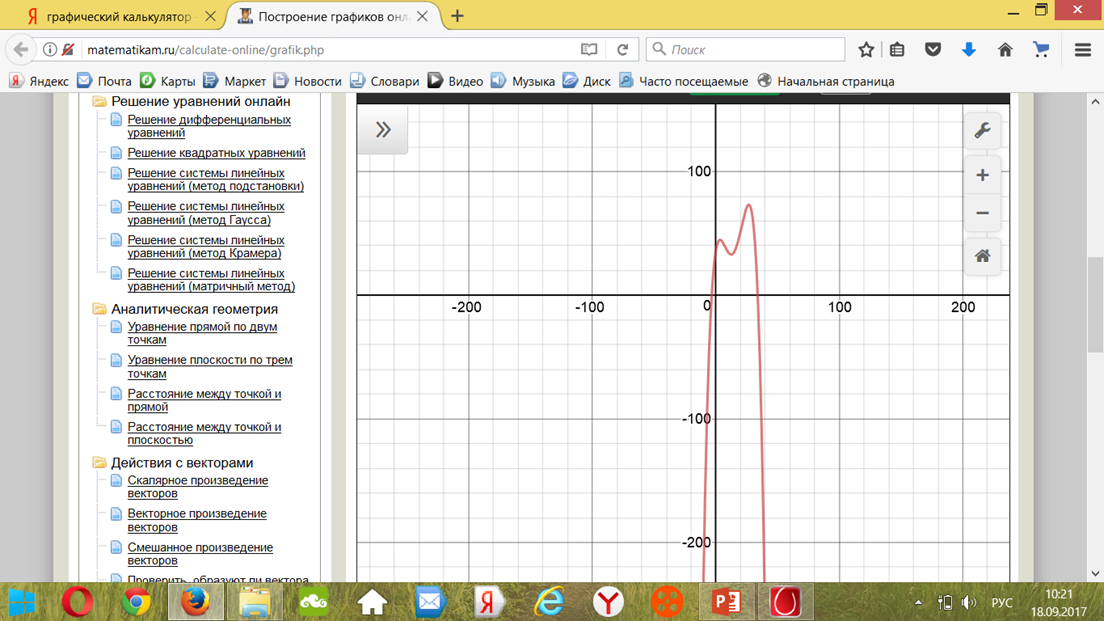 графический калькулятор -
Построение графиков онл
matematikam.ru/calculate-online/grafik.php
Поиск
Яндекс Почта Карты Маркет Новости Словари Видео Музыка Диск Часто посещаемые Начальная страница
Решение уравнений онлайн
Решение дифференциальных
уравнений
Решение квадратных уравнений
Решение системы линейных
уравнений (метод подстановки)
Решение системы линейных
уравнений (метод Гаусса)
Решение системы линейных
уравнений (метод Крамера)
Решение системы линейных
уравнений (матричный метод)
Аналитическая геометрия
Уравнение прямой по двум
точкам
Уравнение плоскости по трем
точкам
Расстояние между точкой и
прямой
Расстояние между точкой и
плоскостью
Действия с векторами
Скалярное произведение
векторов
Векторное произведение
векторов
Смешанное произведение
векторов
Проверить, образуют ли вектора
100
-200 -100 0 100 200
-100
-200
РУС
10:21
18.09.2017